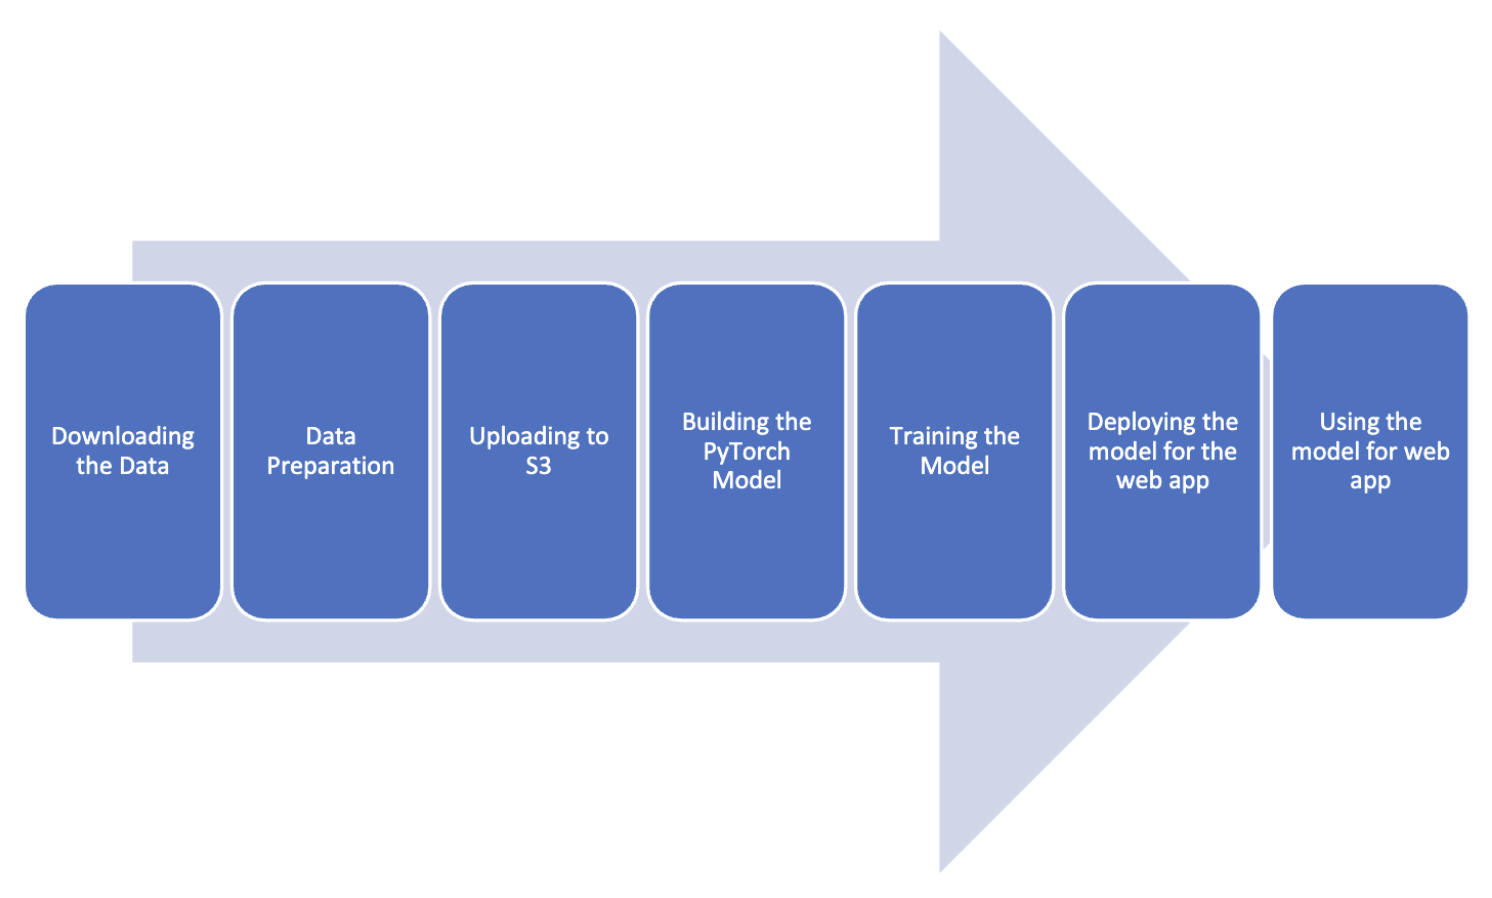 Downloading
the Data
Data
Preparation
Uploading to
S3
Building the
PyTorch
Model
Training the
Model
Deploying the
model for the
web app
Using the
model for web
app